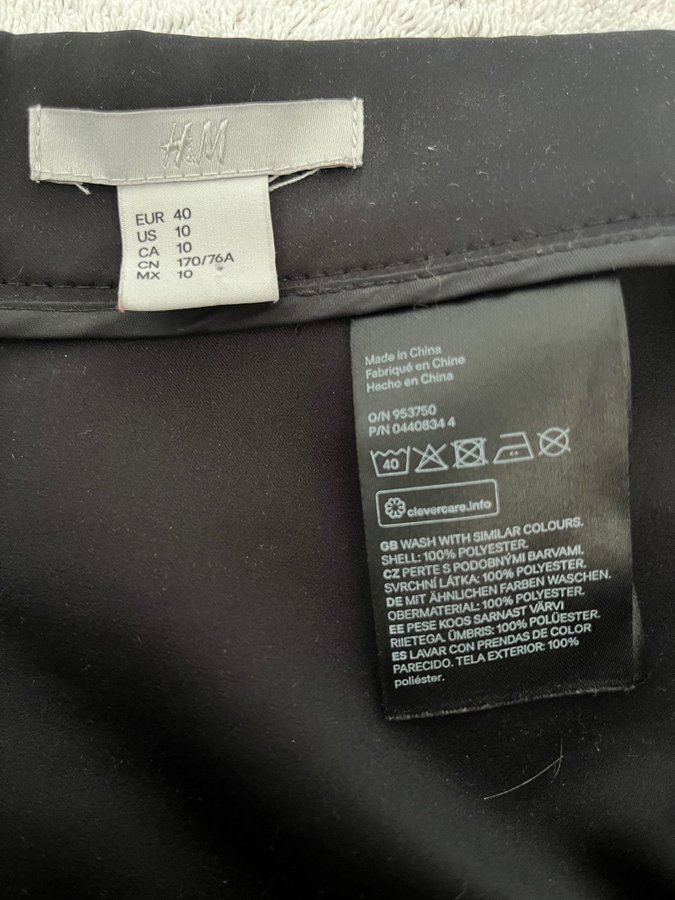 H&M
EUR 40
US 10
CA 10
CN 170/76A
MX 10
Made in China
Fabriqué en Chine
Hecho en China
O/N 953750
P/N 0440834 4
40
clevercare.info
GB WASH WITH SIMILAR COLOURS.
SHELL: 100% POLYESTER.
CZ PERTE S PODOBNÝMI BARVAMI.
SVRCHNÍ LÁTKA: 100% POLYESTER.
DE MIT ÄHNLICHEN FARBEN WASCHEN.
OBERMATERIAL: 100% POLYESTER.
EE PESE KOOS SARNAST VÄRVI
RIIETEGA. ÜMBRIS: 100% POLÜESTER.
ES LAVAR CON PRENDAS DE COLOR
PARECIDO. TELA EXTERIOR: 100%
poliéster.